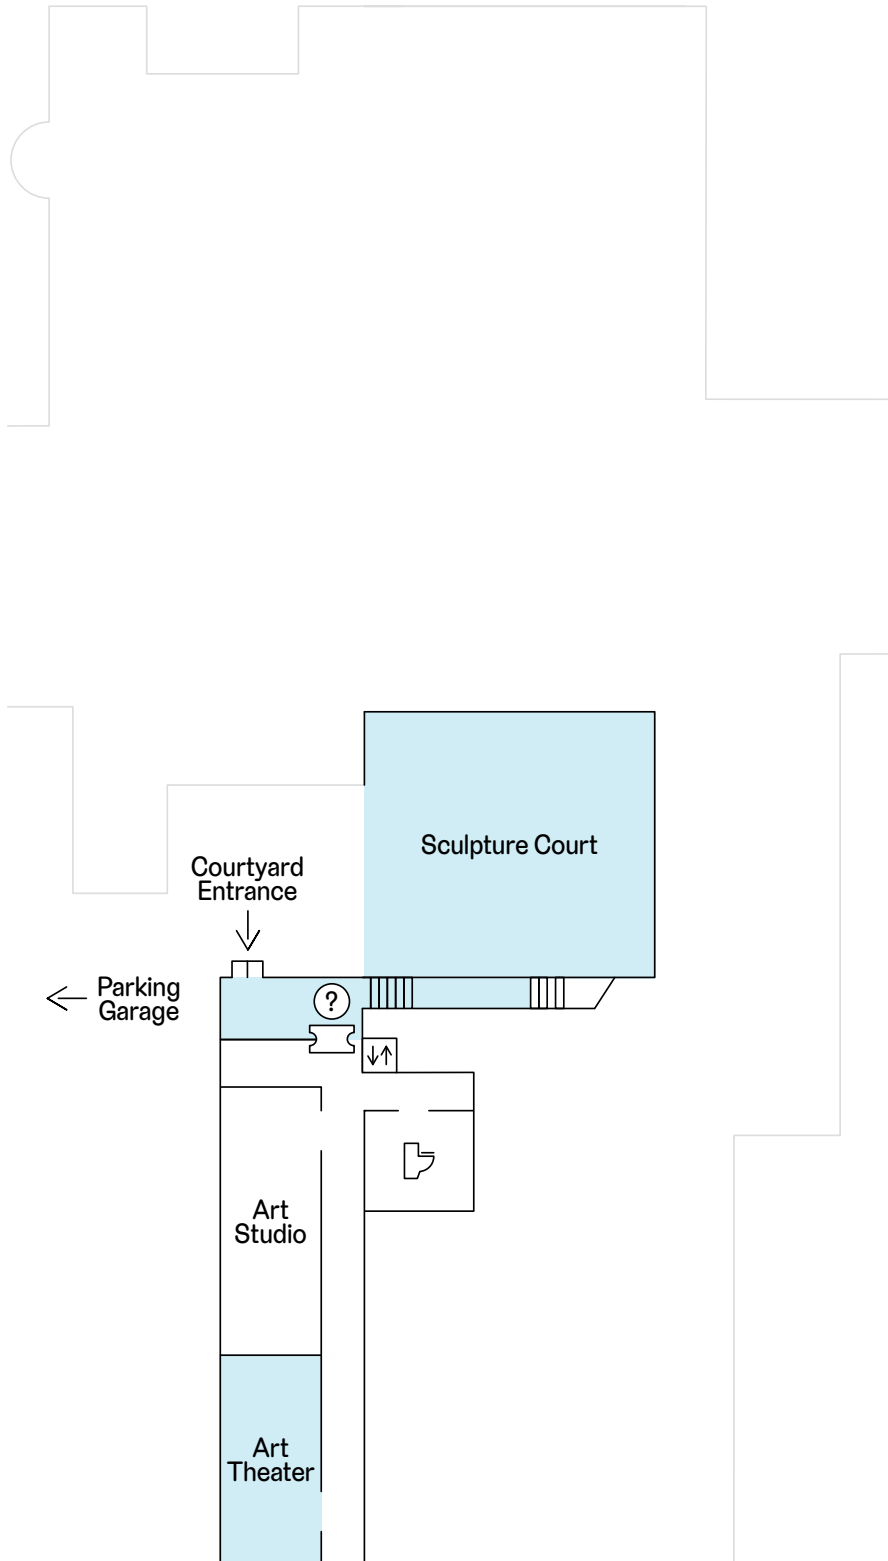 Sculpture Court
Courtyard
Entrance
Parking
Garage
?
Art
Studio
Art
Theater